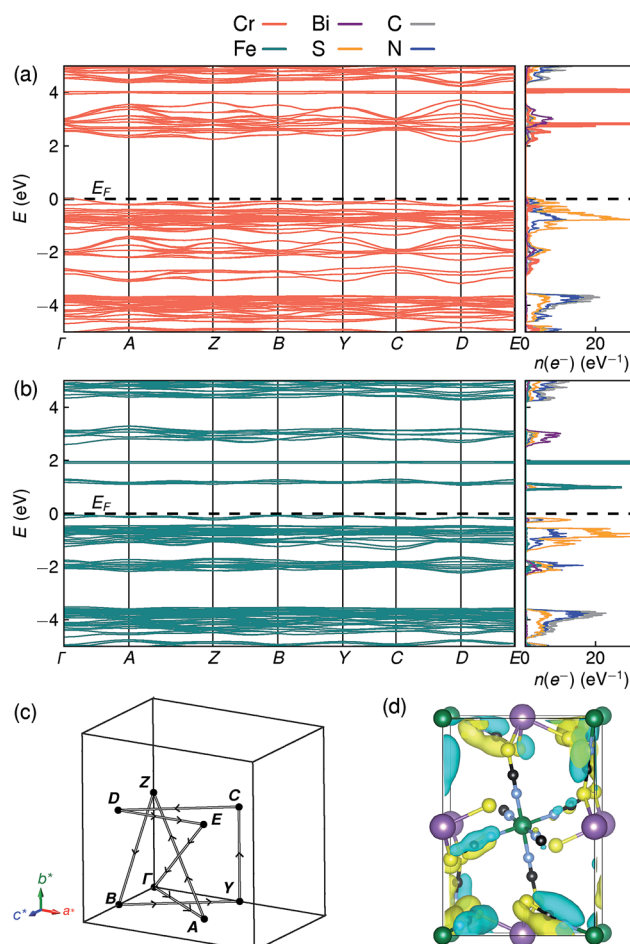 Cr Bi C
Fe S N
(a)
E (eV)
4
2
0
−2
−4
E_F
Γ A Z B Y C D E
0 20
n(e⁻) (eV⁻¹)
(b)
E (eV)
4
2
0
−2
−4
E_F
Γ A Z B Y C D E
0 20
n(e⁻) (eV⁻¹)
(c)
(d)
Z
D
C
E
Γ
B
Y
A
b*
c*
a*